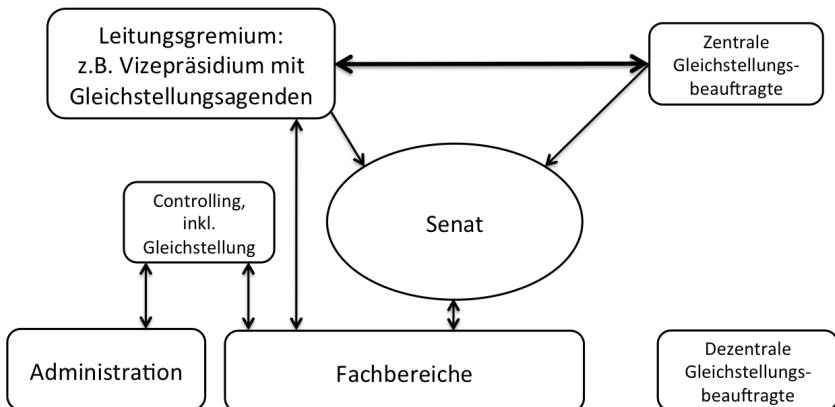 Leitungsgremium:
z.B. Vizepräsidium mit
Gleichstellungsagenden
Zentrale
Gleichstellungs-
beauftragte
Controlling,
inkl.
Gleichstellung
Senat
Administration
Fachbereiche
Dezentrale
Gleichstellungs-
beauftragte